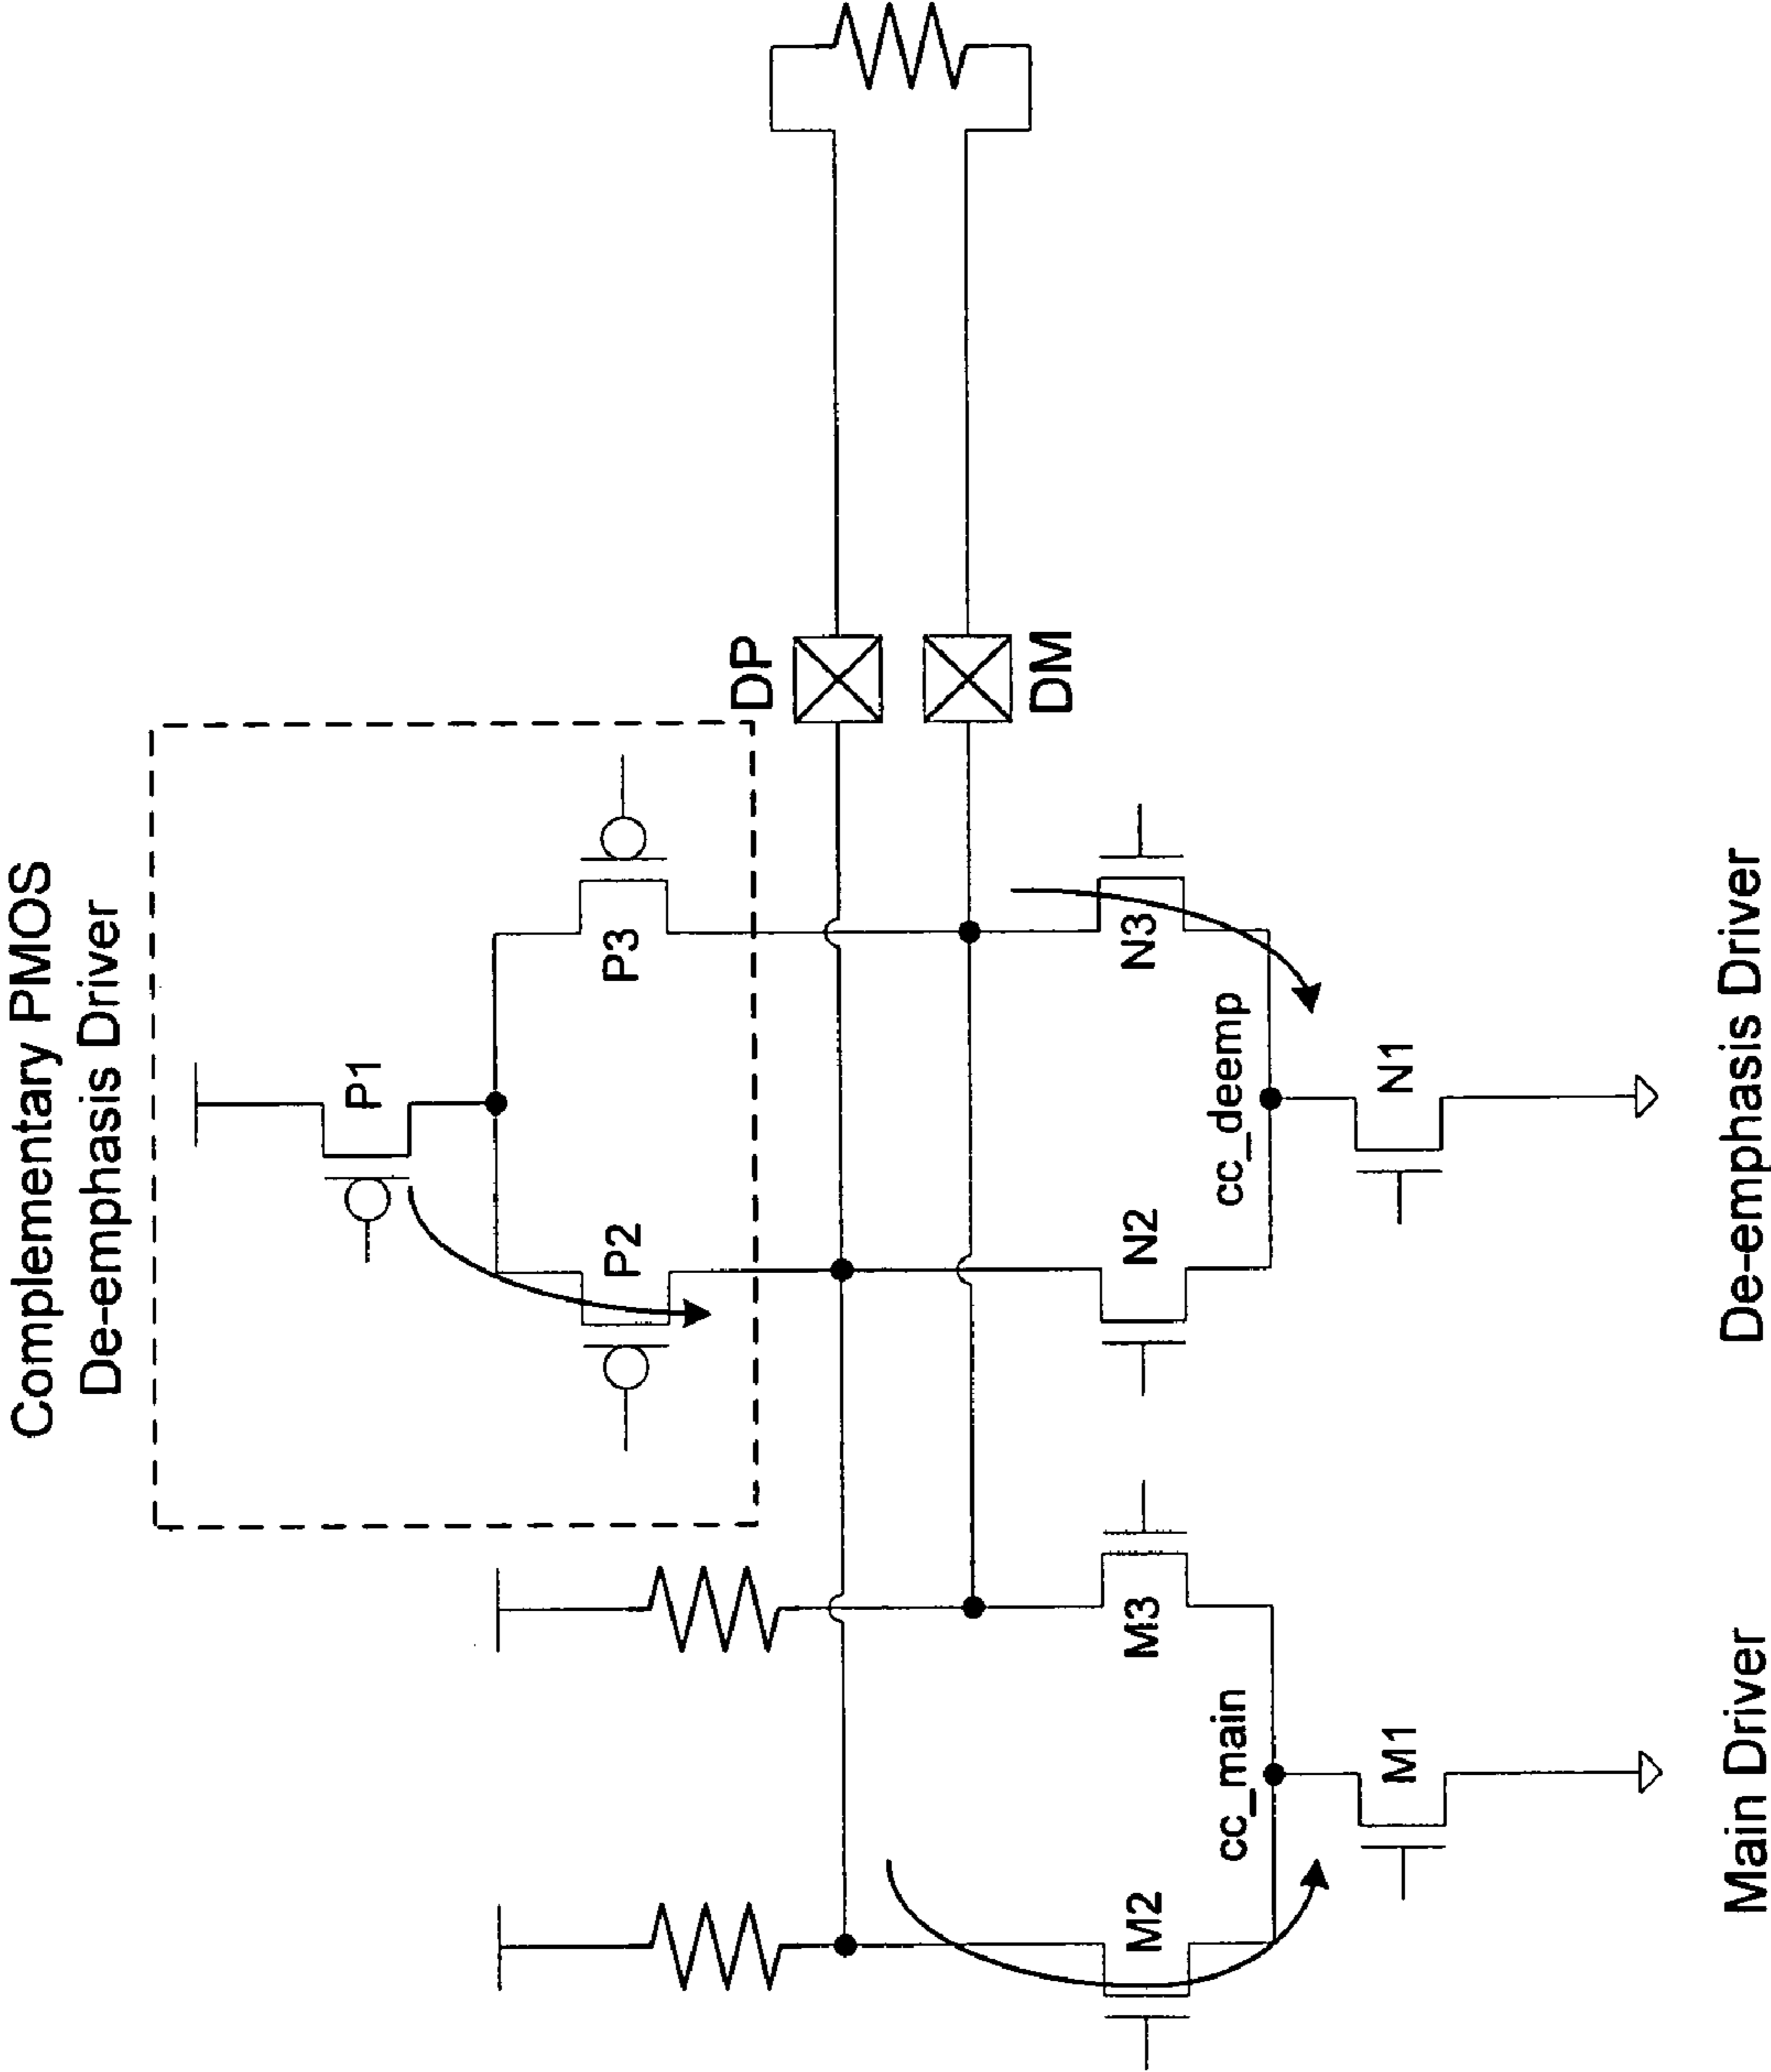 Complementary PMOS
De-emphasis Driver
P1
P2
P3
DP
DM
M2
M3
N2
N3
cc_main
cc_deemp
M1
N1
Main Driver
De-emphasis Driver